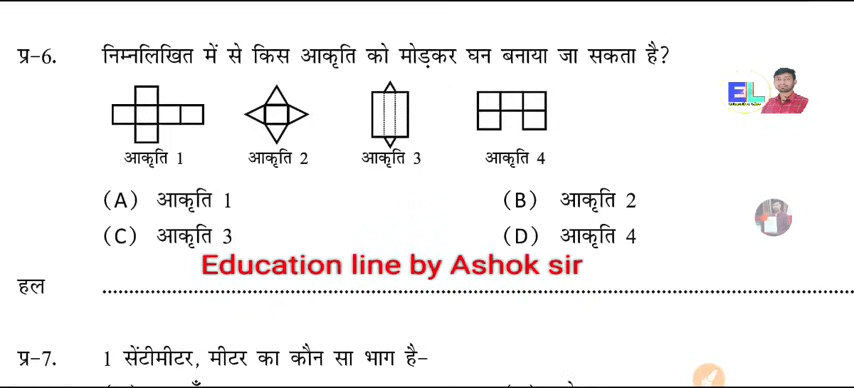 प्र-6. निम्नलिखित में से किस आकृति को मोड़कर घन बनाया जा सकता है?
EL
आकृति 1 आकृति 2 आकृति 3 आकृति 4
(A) आकृति 1 (B) आकृति 2
(C) आकृति 3 (D) आकृति 4
Education line by Ashok sir
हल ........................................................................
प्र-7. 1 सेंटीमीटर, मीटर का कौन सा भाग है-